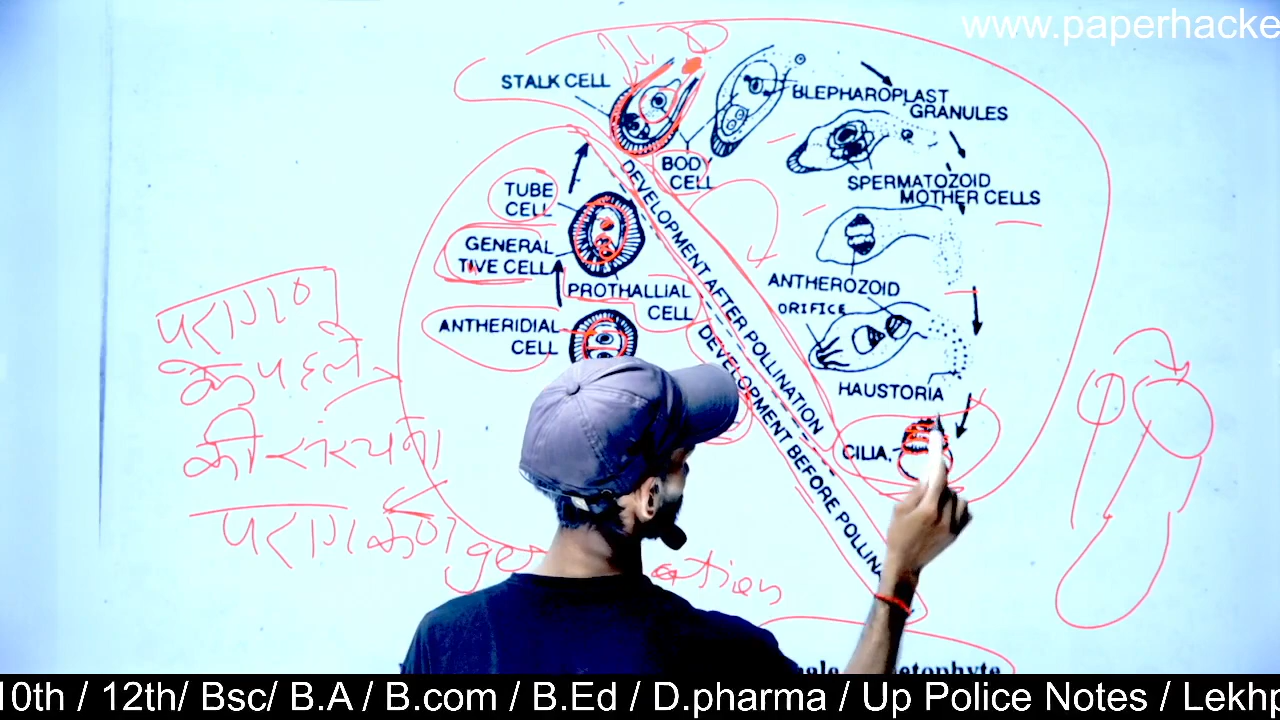 www.paperhacke
STALK CELL
BLEPHAROPLAST
GRANULES
BOD
CELL
SPERMATOZOID
MOTHER CELLS
TUBE
CELL
GENERAL
TIVE CELL
PROTHALLIAL
CELL
ANTHERIDIAL
CELL
DEVELOPMENT AFTER POLLINATION
DEVELOPMENT BEFORE POLLINA
ANTHEROZOID
ORIFICE
HAUSTORIA
CILIA
परागण
के पहले
की संरचना
परागकण
10th / 12th/ Bsc/ B.A / B.com / B.Ed / D.pharma / Up Police Notes / Lekhp